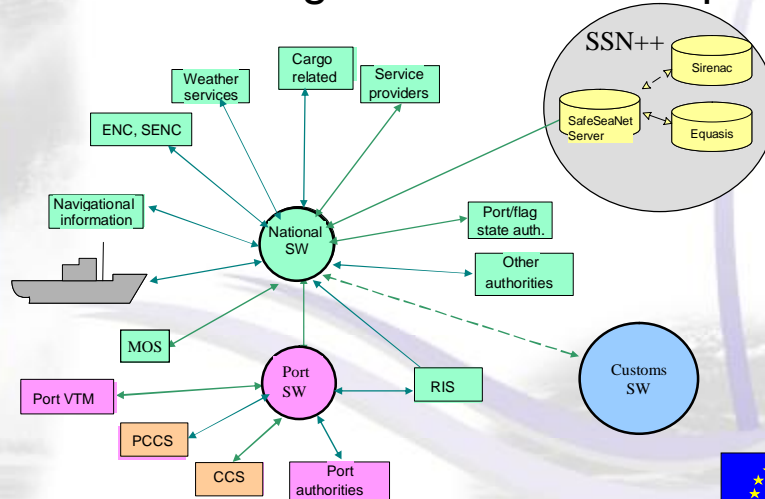 SSN++
Sirenac
SafeSeaNet
Server
Equasis
Cargo
related
Service
providers
Weather
services
ENC, SENC
Navigational
information
National
SW
Port/flag
state auth.
Other
authorities
MOS
Port
SW
RIS
Customs
SW
Port VTM
PCCS
CCS
Port
authorities